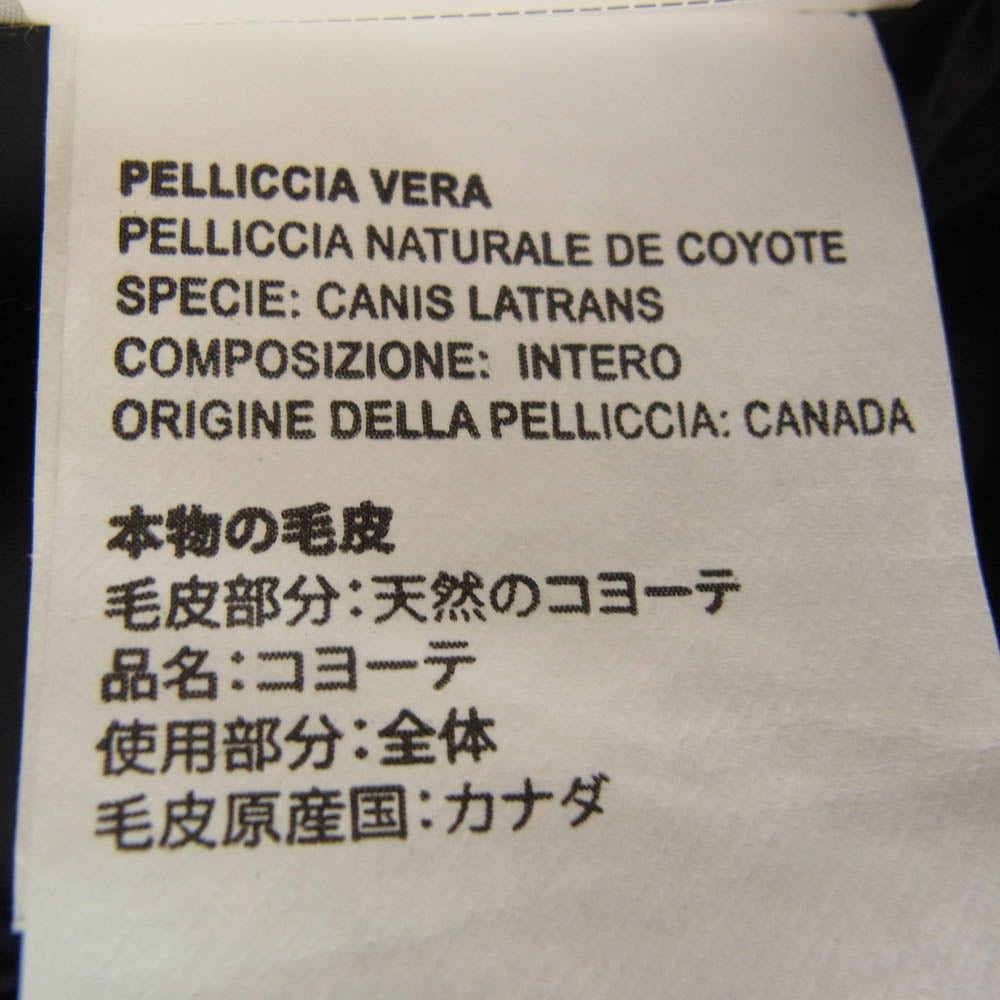 PELLICCIA VERA
PELLICCIA NATURALE DE COYOTE
SPECIE: CANIS LATRANS
COMPOSIZIONE: INTERO
ORIGINE DELLA PELLICCIA: CANADA
本物の毛皮
毛皮部分：天然のコヨーテ
品名：コヨーテ
使用部分：全体
毛皮原産国：カナダ